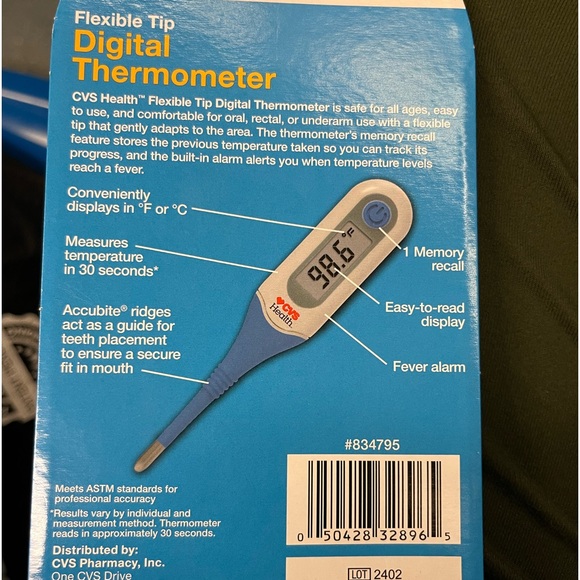 Flexible Tip
Digital
Thermometer
CVS Health™ Flexible Tip Digital Thermometer is safe for all ages, easy
to use, and comfortable for oral, rectal, or underarm use with a flexible
tip that gently adapts to the area. The thermometer's memory recall
feature stores the previous temperature taken so you can track its
progress, and the built-in alarm alerts you when temperature levels
reach a fever.
Conveniently
displays in °F or °C
Measures
temperature
in 30 seconds*
Accubite® ridges
act as a guide for
teeth placement
to ensure a secure
fit in mouth
98.6 °F
CVS
Health™
1 Memory
recall
Easy-to-read
display
Fever alarm
#834795
0 50428 32896 5
LOT 2402
Meets ASTM standards for
professional accuracy
*Results vary by individual and
measurement method. Thermometer
reads in approximately 30 seconds.
Distributed by:
CVS Pharmacy, Inc.
One CVS Drive